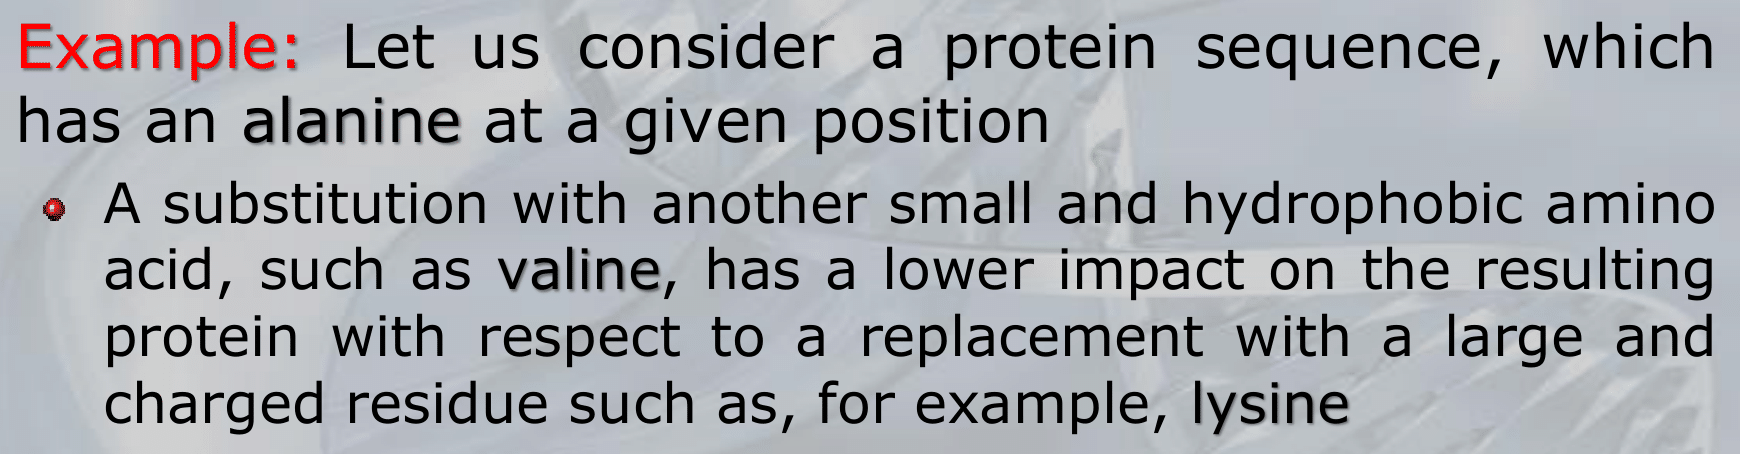 Example: Let us consider a protein sequence, which
has an alanine at a given position
A substitution with another small and hydrophobic amino
acid, such as valine, has a lower impact on the resulting
protein with respect to a replacement with a large and
charged residue such as, for example, lysine